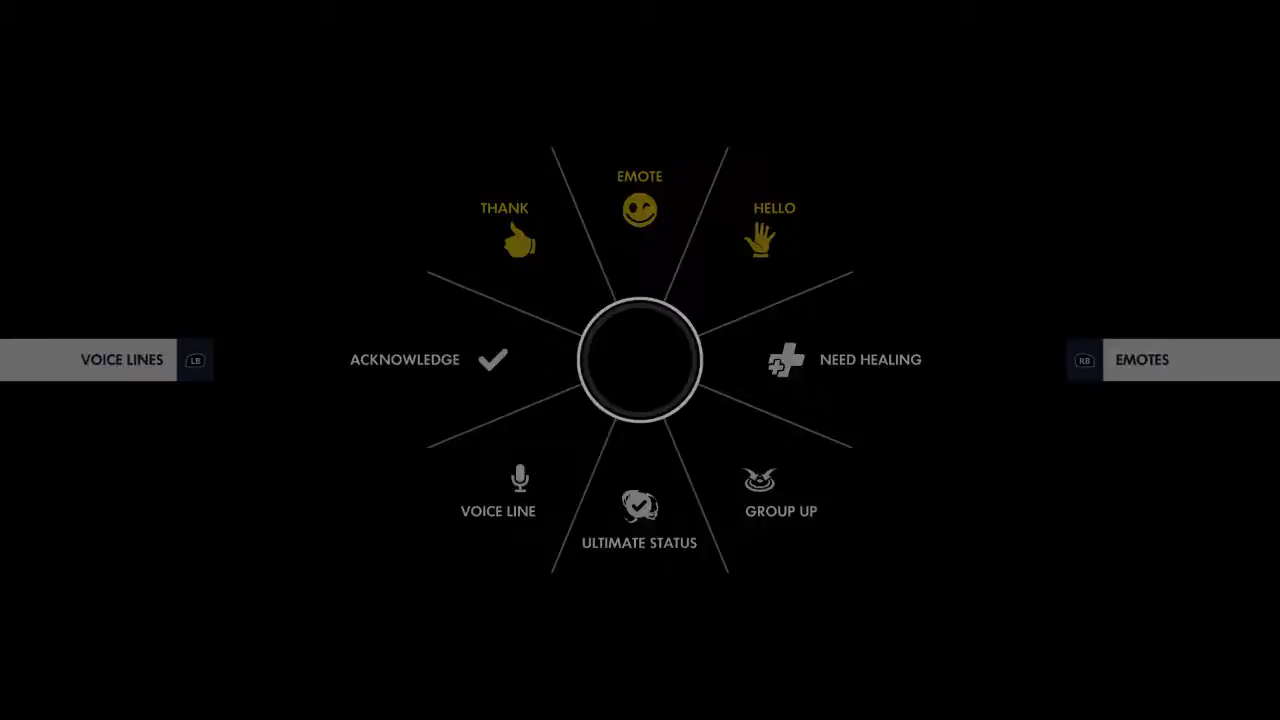 EMOTE
THANK
HELLO
VOICE LINES
LB
ACKNOWLEDGE
NEED HEALING
RB
EMOTES
VOICE LINE
GROUP UP
ULTIMATE STATUS